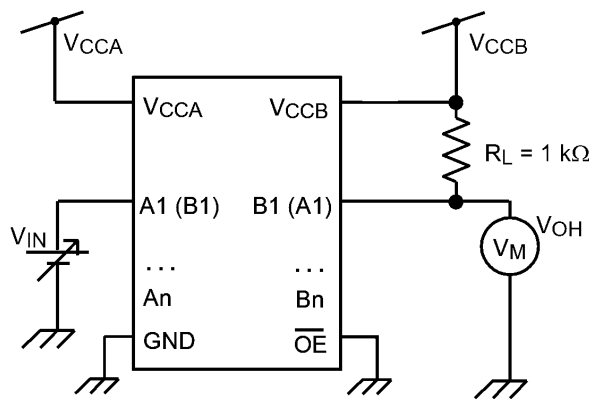 VCCA
VCCB
VCCA VCCB
RL = 1 kΩ
A1 (B1) B1 (A1)
VIN
VOH
VM
... ...
An Bn
GND OE